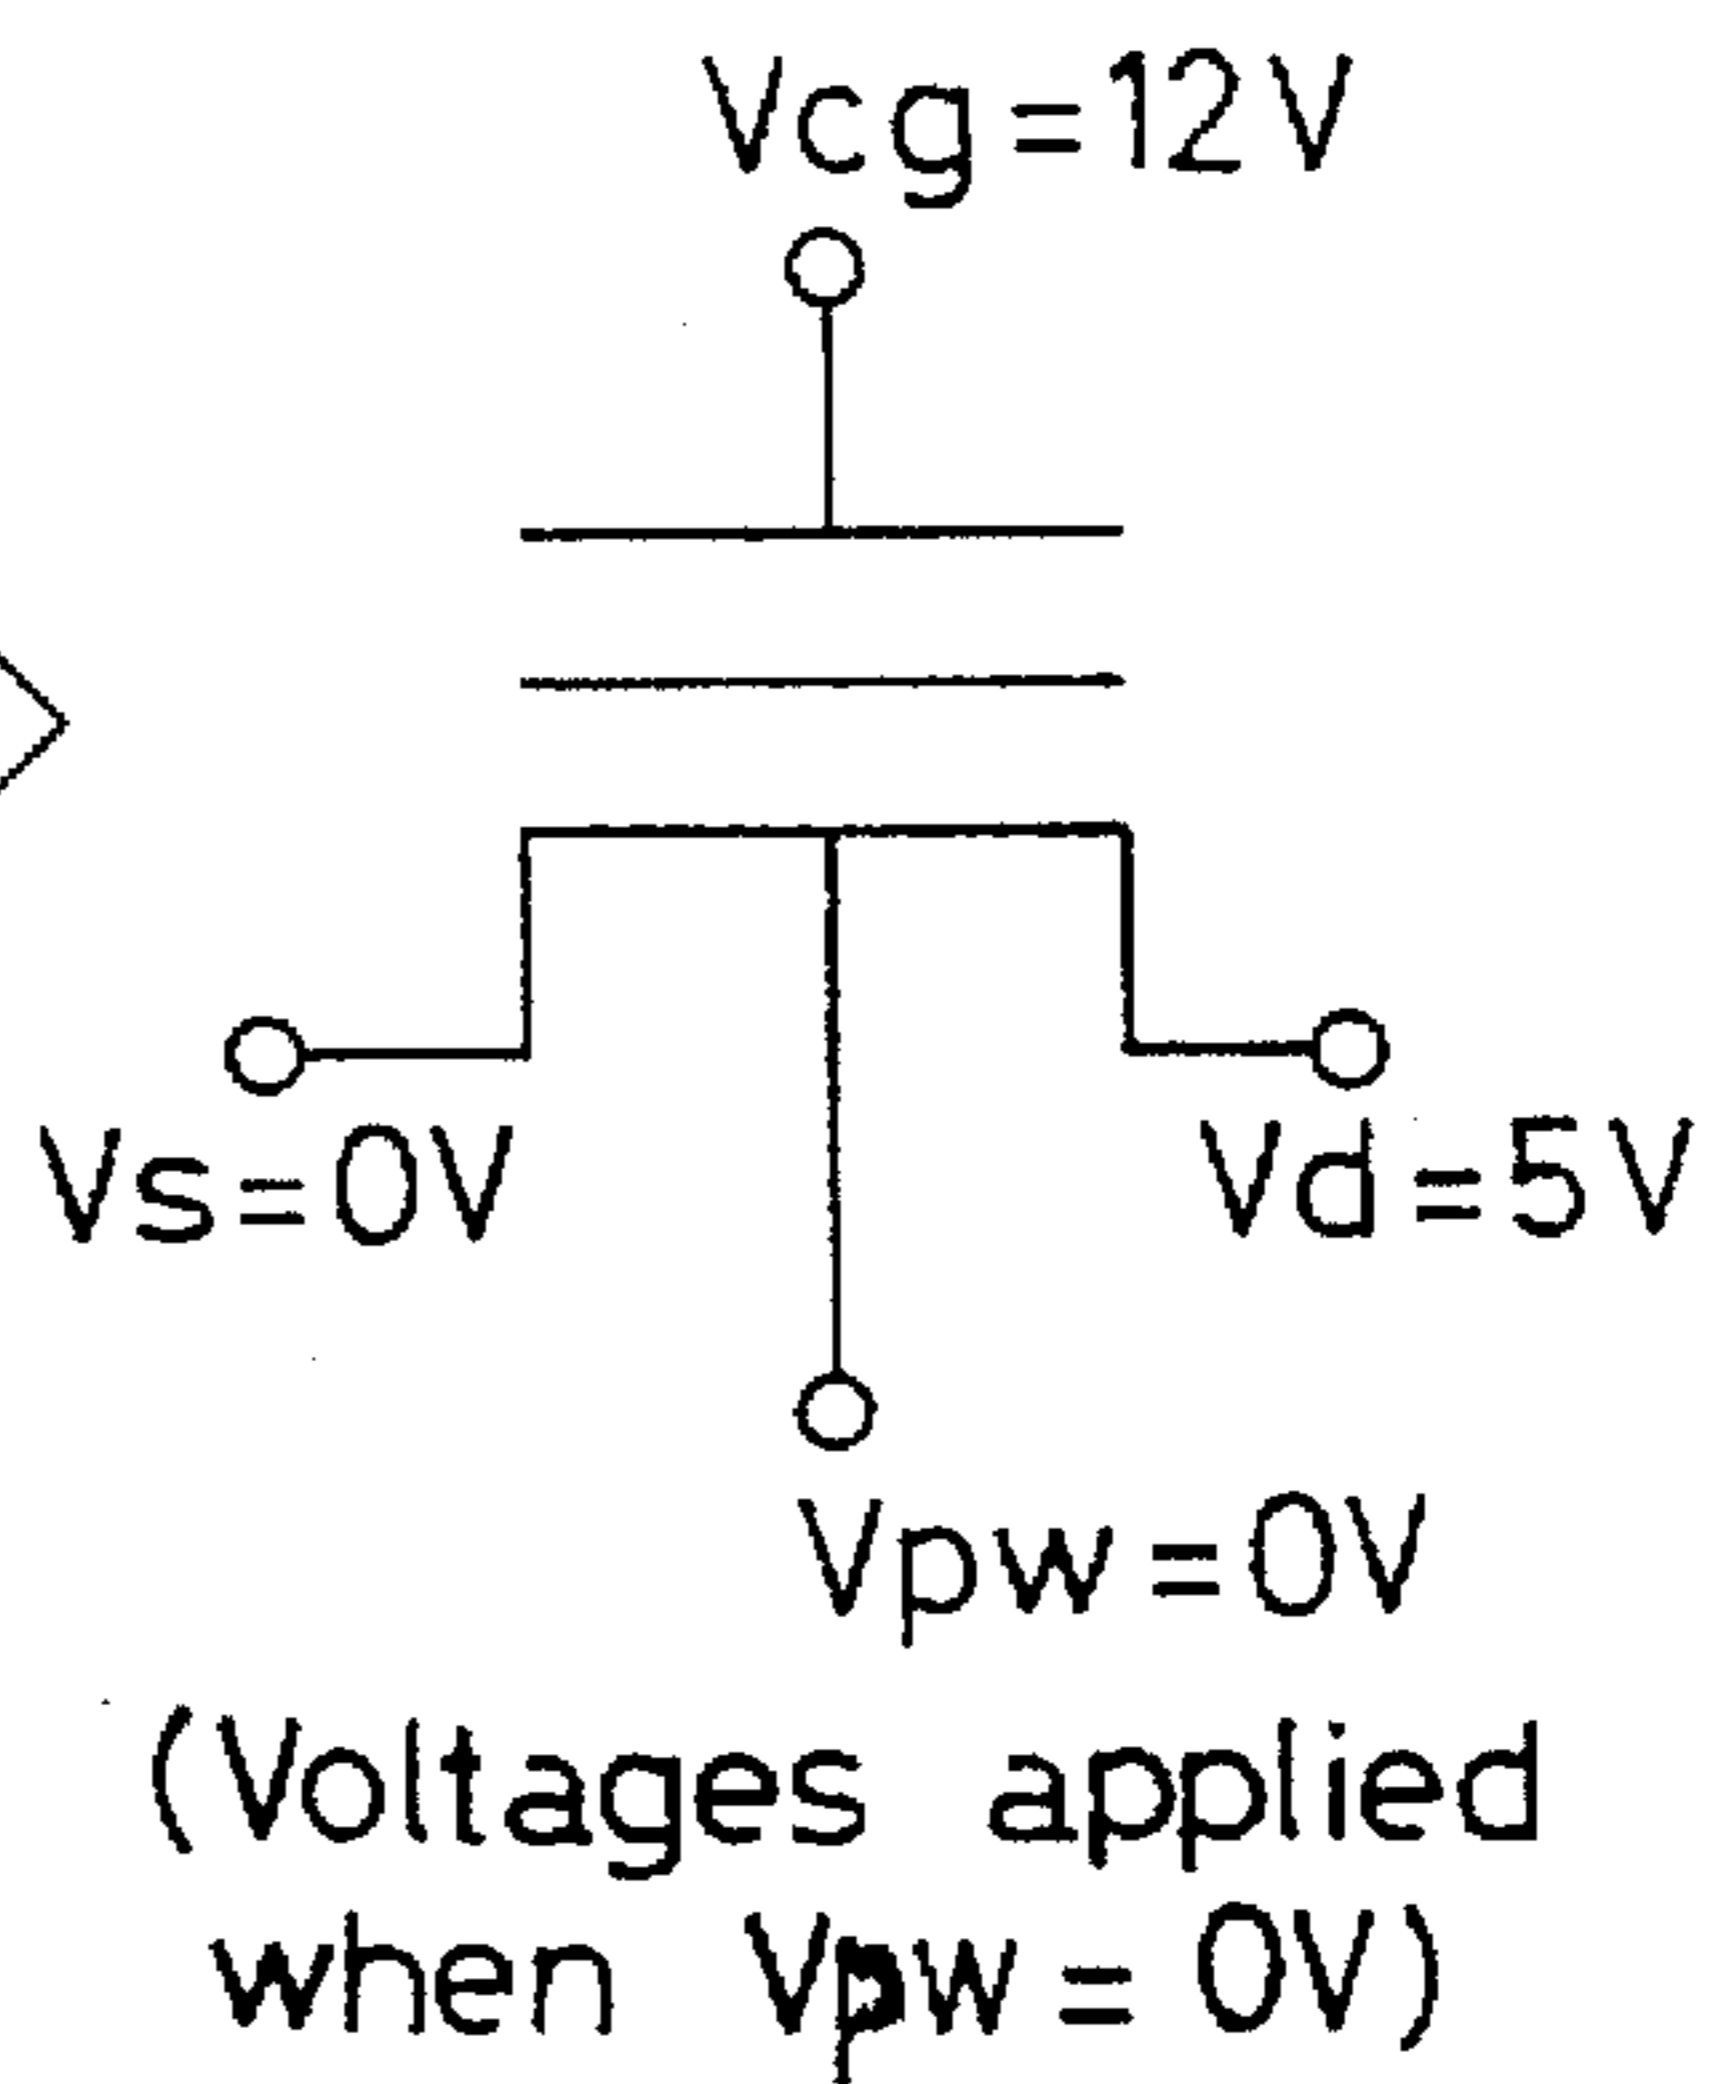 Vcg=12V
Vs=0V
Vd=5V
Vpw=0V
(Voltages applied
when Vpw=0V)